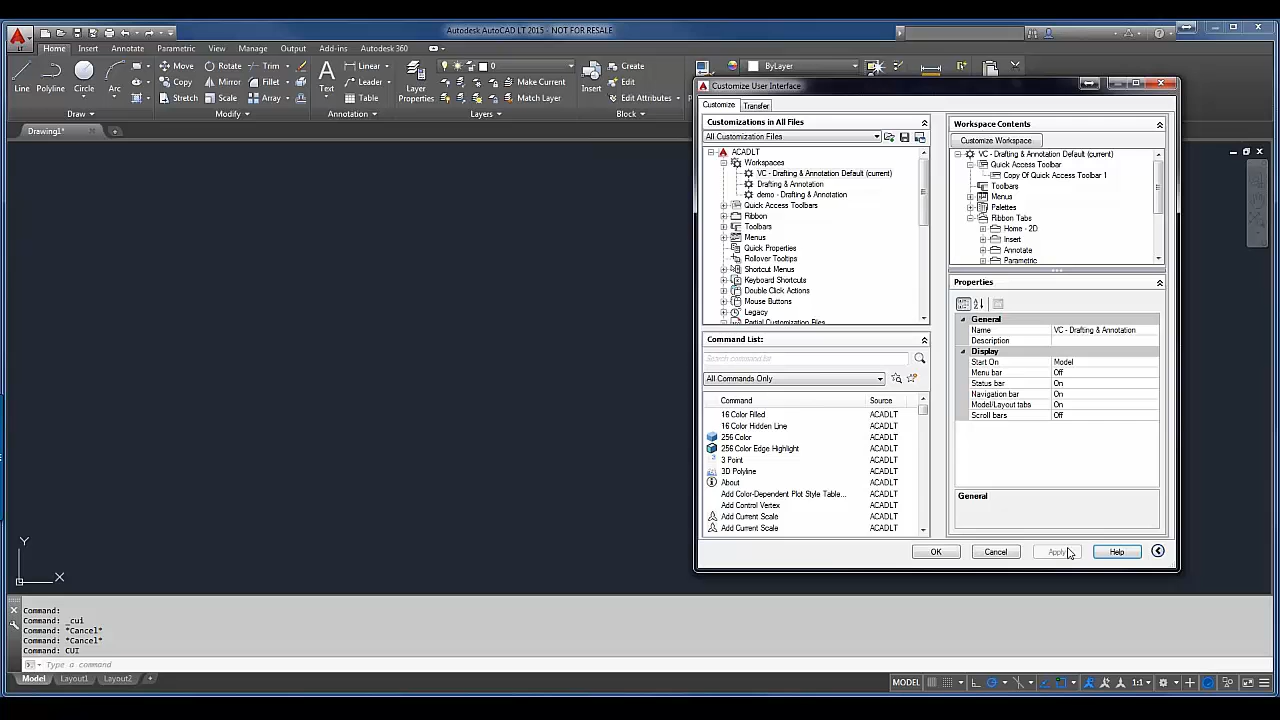 Autodesk AutoCAD LT 2015 - NOT FOR RESALE
LT
Home Insert Annotate Parametric View Manage Output Add-ins Autodesk 360
Line Polyline Circle Arc
Move Rotate Trim
Copy Mirror Fillet
Stretch Scale Array
Text
Linear
Leader
Table
Layer Properties
0
Make Current
Match Layer
Insert
Create
Edit
Edit Attributes
ByLayer
Draw Modify Annotation Layers Block
Drawing1*
Customize User Interface
Customize Transfer
Customizations in All Files
All Customization Files
ACADLT
Workspaces
VC - Drafting & Annotation Default (current)
Drafting & Annotation
demo - Drafting & Annotation
Quick Access Toolbars
Ribbon
Toolbars
Menus
Quick Properties
Rollover Tooltips
Shortcut Menus
Keyboard Shortcuts
Double Click Actions
Mouse Buttons
Legacy
Partial Customization Files
Command List:
Search command list
All Commands Only
Command Source
16 Color Filled ACADLT
16 Color Hidden Line ACADLT
256 Color ACADLT
256 Color Edge Highlight ACADLT
3 Point ACADLT
3D Polyline ACADLT
About ACADLT
Add Color-Dependent Plot Style Table... ACADLT
Add Control Vertex ACADLT
Add Current Scale ACADLT
Add Current Scale ACADLT
Workspace Contents
Customize Workspace
VC - Drafting & Annotation Default (current)
Quick Access Toolbar
Copy Of Quick Access Toolbar 1
Toolbars
Menus
Palettes
Ribbon Tabs
Home - 2D
Insert
Annotate
Parametric
Properties
General
Name VC - Drafting & Annotation
Description
Display
Start On Model
Menu bar Off
Status bar On
Navigation bar On
Model/Layout tabs On
Scroll bars Off
General
OK Cancel Apply Help
Y
X
Command:
Command: _cui
Command: *Cancel*
Command: *Cancel*
Command: CUI
Type a command
Model Layout1 Layout2 +
MODEL 1:1